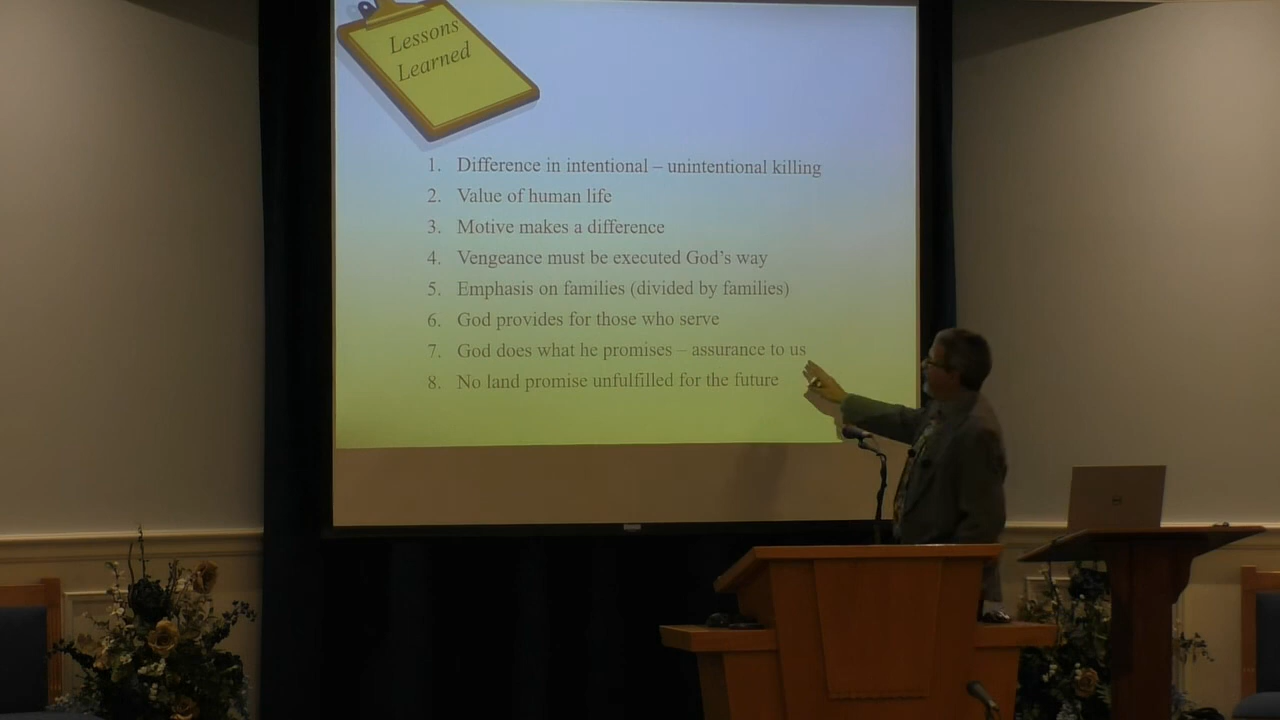 Lessons
Learned
1. Difference in intentional – unintentional killing
2. Value of human life
3. Motive makes a difference
4. Vengeance must be executed God's way
5. Emphasis on families (divided by families)
6. God provides for those who serve
7. God does what he promises – assurance to us
8. No land promise unfulfilled for the future